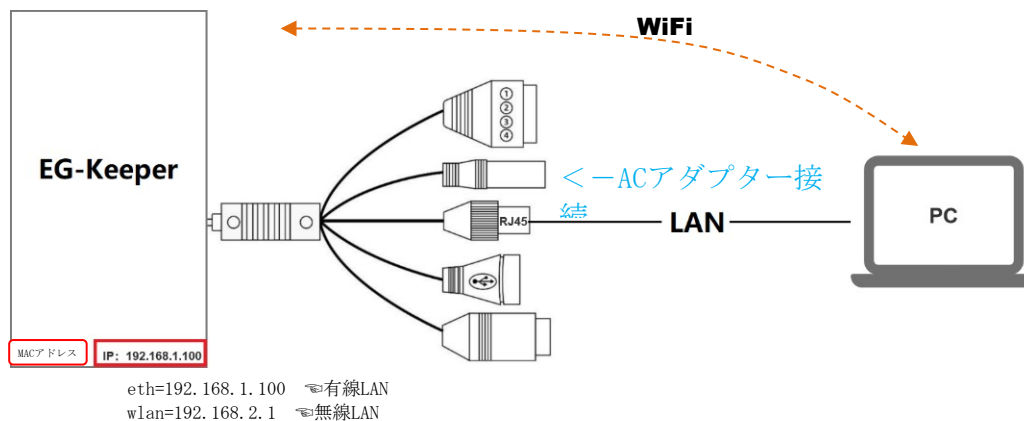 WiFi
①
②
③
④
EG-Keeper
<－ACアダプター接
続
RJ45
LAN
PC
MACアドレス
IP: 192.168.1.100
eth=192.168.1.100 ☜有線LAN
wlan=192.168.2.1 ☜無線LAN